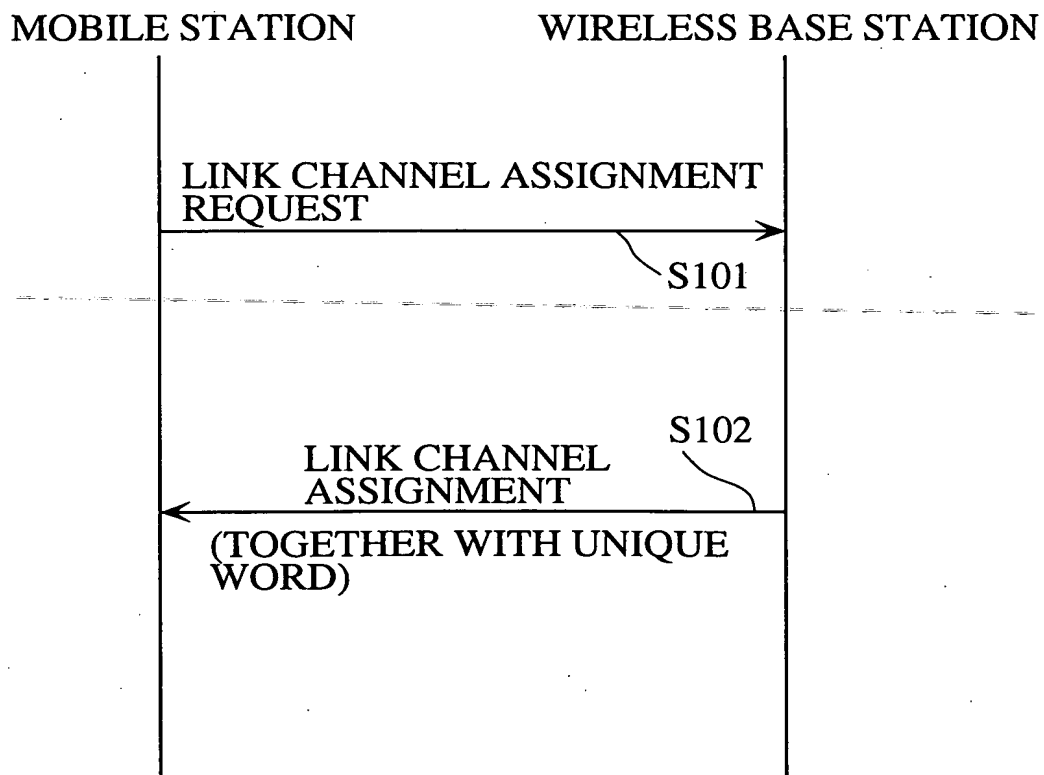 MOBILE STATION
WIRELESS BASE STATION
LINK CHANNEL ASSIGNMENT
REQUEST
S101
S102
LINK CHANNEL
ASSIGNMENT
(TOGETHER WITH UNIQUE
WORD)